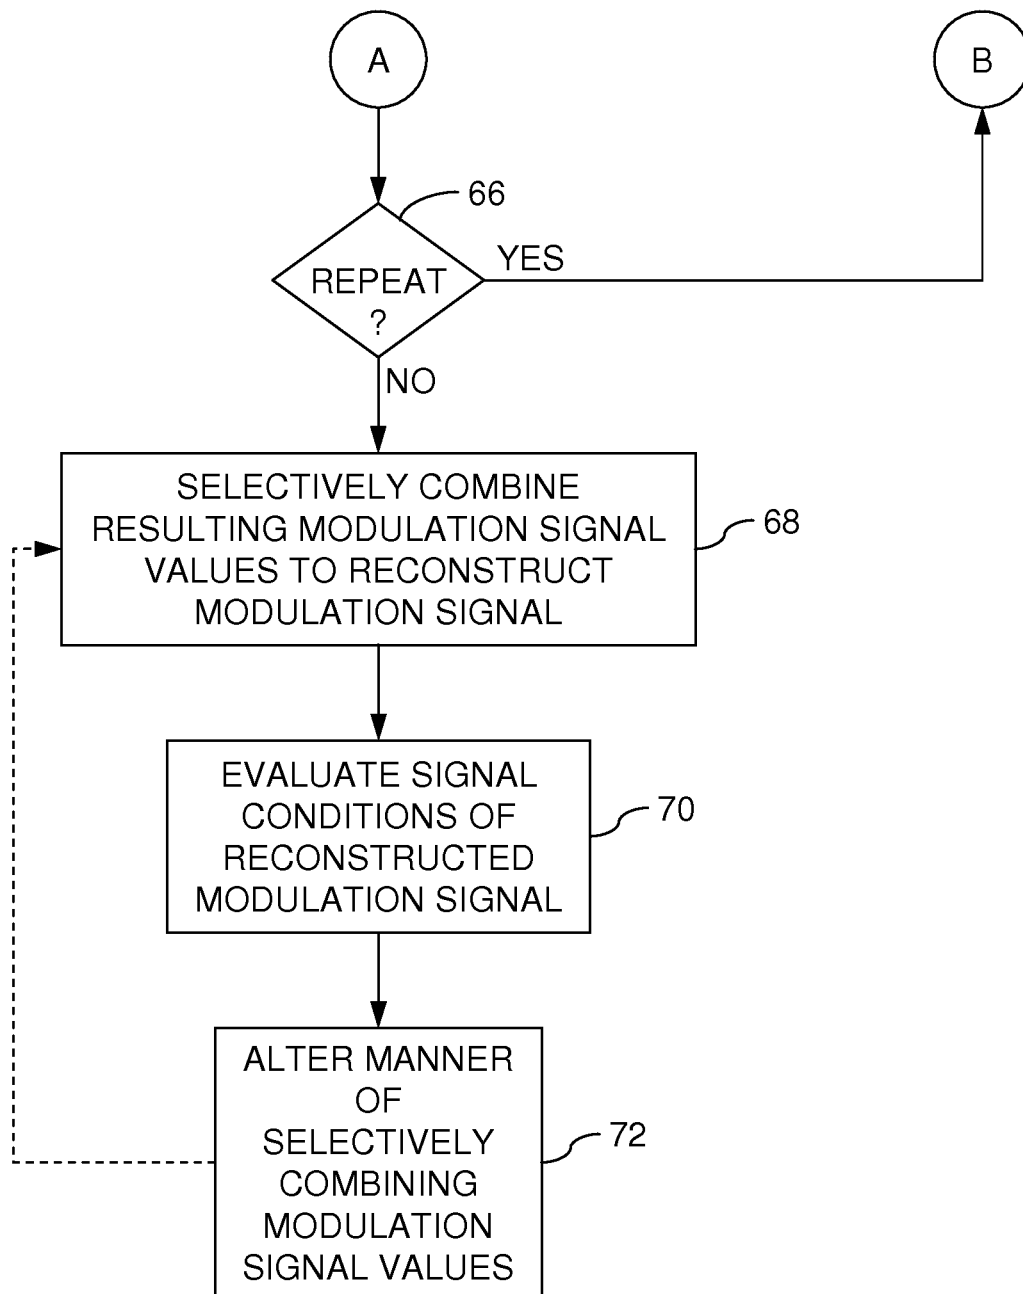 A
B
66
REPEAT
?
YES
NO
SELECTIVELY COMBINE
RESULTING MODULATION SIGNAL
VALUES TO RECONSTRUCT
MODULATION SIGNAL
68
EVALUATE SIGNAL
CONDITIONS OF
RECONSTRUCTED
MODULATION SIGNAL
70
ALTER MANNER
OF
SELECTIVELY
COMBINING
MODULATION
SIGNAL VALUES
72